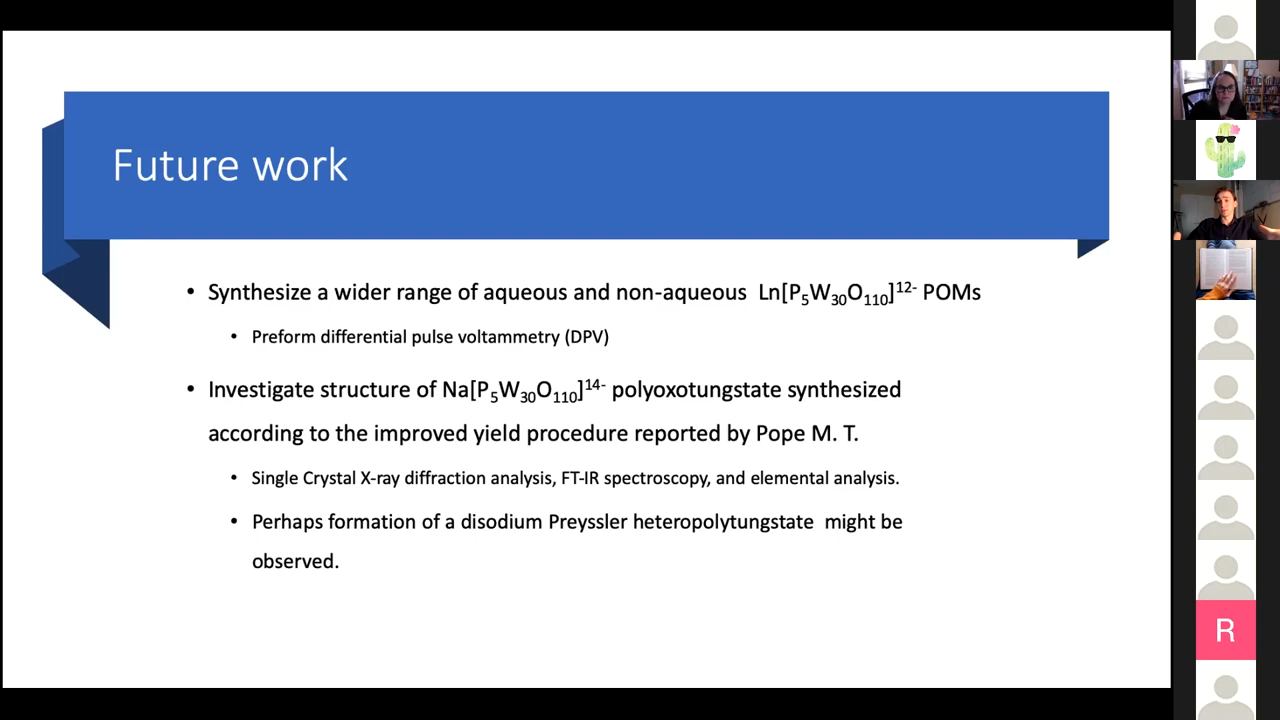 Future work
• Synthesize a wider range of aqueous and non-aqueous Ln[P₅W₃₀O₁₁₀]¹²⁻ POMs
• Preform differential pulse voltammetry (DPV)
• Investigate structure of Na[P₅W₃₀O₁₁₀]¹⁴⁻ polyoxotungstate synthesized
according to the improved yield procedure reported by Pope M. T.
• Single Crystal X-ray diffraction analysis, FT-IR spectroscopy, and elemental analysis.
• Perhaps formation of a disodium Preyssler heteropolytungstate might be
observed.
R